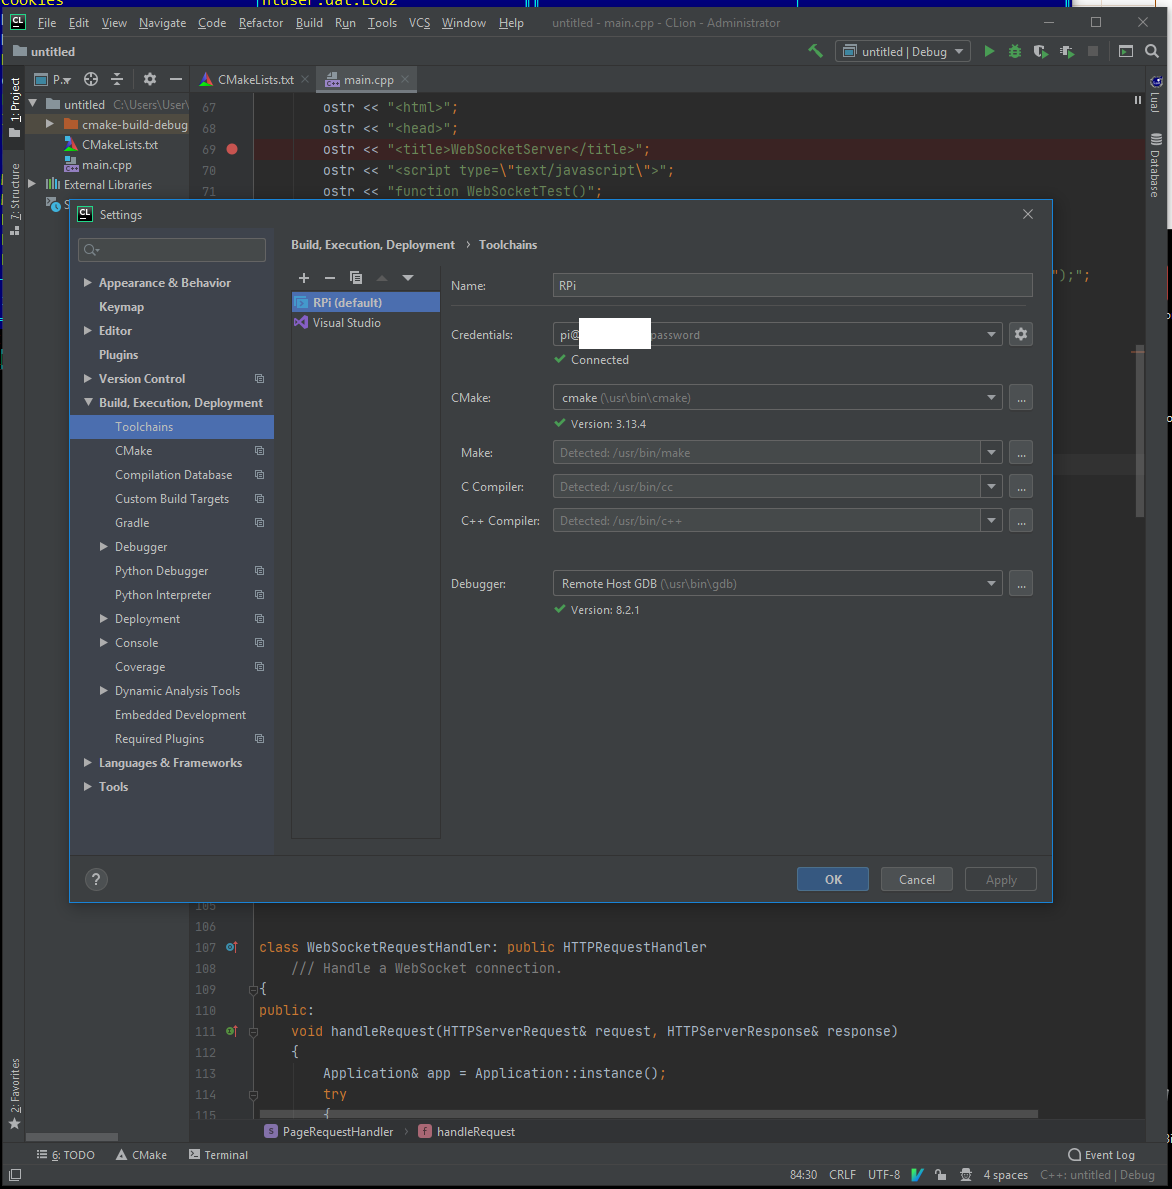 Cookies ntuser.dat.LOG2
CL File Edit View Navigate Code Refactor Build Run Tools VCS Window Help untitled - main.cpp - CLion - Administrator
untitled untitled | Debug
1: Project P.. CMakeLists.txt main.cpp
untitled C:\Users\User\
cmake-build-debug
CMakeLists.txt
main.cpp
External Libraries
S
7: Structure
2: Favorites
LuaJ
Database
67 ostr << "<html>";
68 ostr << "<head>";
69 ostr << "<title>WebSocketServer</title>";
70 ostr << "<script type=\"text/javascript\">";
71 ostr << "function WebSocketTest()";
");";
CL Settings
Appearance & Behavior
Keymap
Editor
Plugins
Version Control
Build, Execution, Deployment
Toolchains
CMake
Compilation Database
Custom Build Targets
Gradle
Debugger
Python Debugger
Python Interpreter
Deployment
Console
Coverage
Dynamic Analysis Tools
Embedded Development
Required Plugins
Languages & Frameworks
Tools
Build, Execution, Deployment › Toolchains
RPi (default)
Visual Studio
Name: RPi
Credentials: pi@ password
Connected
CMake: cmake (\usr\bin\cmake) ...
Version: 3.13.4
Make: Detected: /usr/bin/make ...
C Compiler: Detected: /usr/bin/cc ...
C++ Compiler: Detected: /usr/bin/c++ ...
Debugger: Remote Host GDB (\usr\bin\gdb) ...
Version: 8.2.1
? OK Cancel Apply
105
106
107 class WebSocketRequestHandler: public HTTPRequestHandler
108 /// Handle a WebSocket connection.
109 {
110 public:
111 void handleRequest(HTTPServerRequest& request, HTTPServerResponse& response)
112 {
113 Application& app = Application::instance();
114 try
115 {
S PageRequestHandler › f handleRequest
6: TODO CMake Terminal Event Log
84:30 CRLF UTF-8 4 spaces C++: untitled | Debug